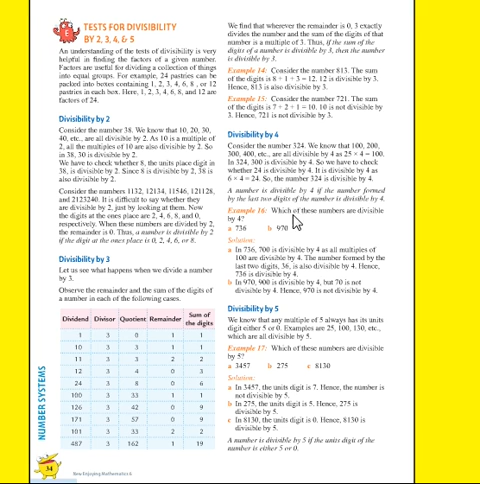 E
TESTS FOR DIVISIBILITY
BY 2, 3, 4, & 5
An understanding of the tests of divisibility is very
helpful in finding the factors of a given number.
Factors are useful for dividing a collection of things
into equal groups. For example, 24 pastries can be
packed into boxes containing 1, 2, 3, 4, 6, 8 , or 12
pastries in each box. Here, 1, 2, 3, 4, 6, 8, and 12 are
factors of 24.
Divisibility by 2
Consider the number 38. We know that 10, 20, 30,
40, etc., are all divisible by 2. As 10 is a multiple of
2, all the multiples of 10 are also divisible by 2. So
in 38, 30 is divisible by 2.
We have to check whether 8, the units place digit in
38, is divisible by 2. Since 8 is divisible by 2, 38 is
also divisible by 2.
Consider the numbers 1132, 12134, 11546, 121128,
and 2123240. It is difficult to say whether they
are divisible by 2, just by looking at them. Now
the digits at the ones place are 2, 4, 6, 8, and 0,
respectively. When these numbers are divided by 2,
the remainder is 0. Thus, a number is divisible by 2
if the digit at the ones place is 0, 2, 4, 6, or 8.
Divisibility by 3
Let us see what happens when we divide a number
by 3.
Observe the remainder and the sum of the digits of
a number in each of the following cases.
Dividend Divisor Quotient Remainder Sum of the digits
1 3 0 1 1
10 3 3 1 1
11 3 3 2 2
12 3 4 0 3
24 3 8 0 6
100 3 33 1 1
126 3 42 0 9
171 3 57 0 9
101 3 33 2 2
487 3 162 1 19
NUMBER SYSTEMS
34
New Enjoying Mathematics 6
We find that wherever the remainder is 0, 3 exactly
divides the number and the sum of the digits of that
number is a multiple of 3. Thus, if the sum of the
digits of a number is divisible by 3, then the number
is divisible by 3.
Example 14: Consider the number 813. The sum
of the digits is 8 + 1 + 3 = 12. 12 is divisible by 3.
Hence, 813 is also divisible by 3.
Example 15: Consider the number 721. The sum
of the digits is 7 + 2 + 1 = 10. 10 is not divisible by
3. Hence, 721 is not divisible by 3.
Divisibility by 4
Consider the number 324. We know that 100, 200,
300, 400, etc., are all divisible by 4 as 25 × 4 = 100.
In 324, 300 is divisible by 4. So we have to check
whether 24 is divisible by 4. It is divisible by 4 as
6 × 4 = 24. So, the number 324 is divisible by 4.
A number is divisible by 4 if the number formed
by the last two digits of the number is divisible by 4.
Example 16: Which of these numbers are divisible
by 4?
a 736 b 970
Solution:
a In 736, 700 is divisible by 4 as all multiples of
100 are divisible by 4. The number formed by the
last two digits, 36, is also divisible by 4. Hence,
736 is divisible by 4.
b In 970, 900 is divisible by 4, but 70 is not
divisible by 4. Hence, 970 is not divisible by 4.
Divisibility by 5
We know that any multiple of 5 always has its units
digit either 5 or 0. Examples are 25, 100, 130, etc.,
which are all divisible by 5.
Example 17: Which of these numbers are divisible
by 5?
a 3457 b 275 c 8130
Solution:
a In 3457, the units digit is 7. Hence, the number is
not divisible by 5.
b In 275, the units digit is 5. Hence, 275 is
divisible by 5.
c In 8130, the units digit is 0. Hence, 8130 is
divisible by 5.
A number is divisible by 5 if the units digit of the
number is either 5 or 0.